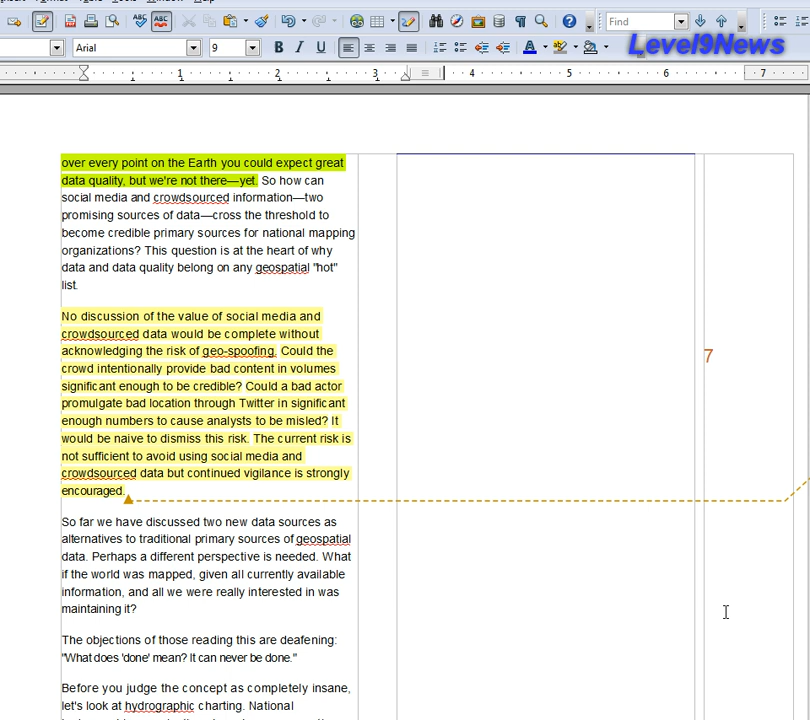 Level9News
Find
Arial
9
B I U
A
1 2 3 4 5 6 7
over every point on the Earth you could expect great
data quality, but we're not there—yet. So how can
social media and crowdsourced information—two
promising sources of data—cross the threshold to
become credible primary sources for national mapping
organizations? This question is at the heart of why
data and data quality belong on any geospatial "hot"
list.
No discussion of the value of social media and
crowdsourced data would be complete without
acknowledging the risk of geo-spoofing. Could the
crowd intentionally provide bad content in volumes
significant enough to be credible? Could a bad actor
promulgate bad location through Twitter in significant
enough numbers to cause analysts to be misled? It
would be naive to dismiss this risk. The current risk is
not sufficient to avoid using social media and
crowdsourced data but continued vigilance is strongly
encouraged.
7
So far we have discussed two new data sources as
alternatives to traditional primary sources of geospatial
data. Perhaps a different perspective is needed. What
if the world was mapped, given all currently available
information, and all we were really interested in was
maintaining it?
The objections of those reading this are deafening:
"What does 'done' mean? It can never be done."
Before you judge the concept as completely insane,
let's look at hydrographic charting. National